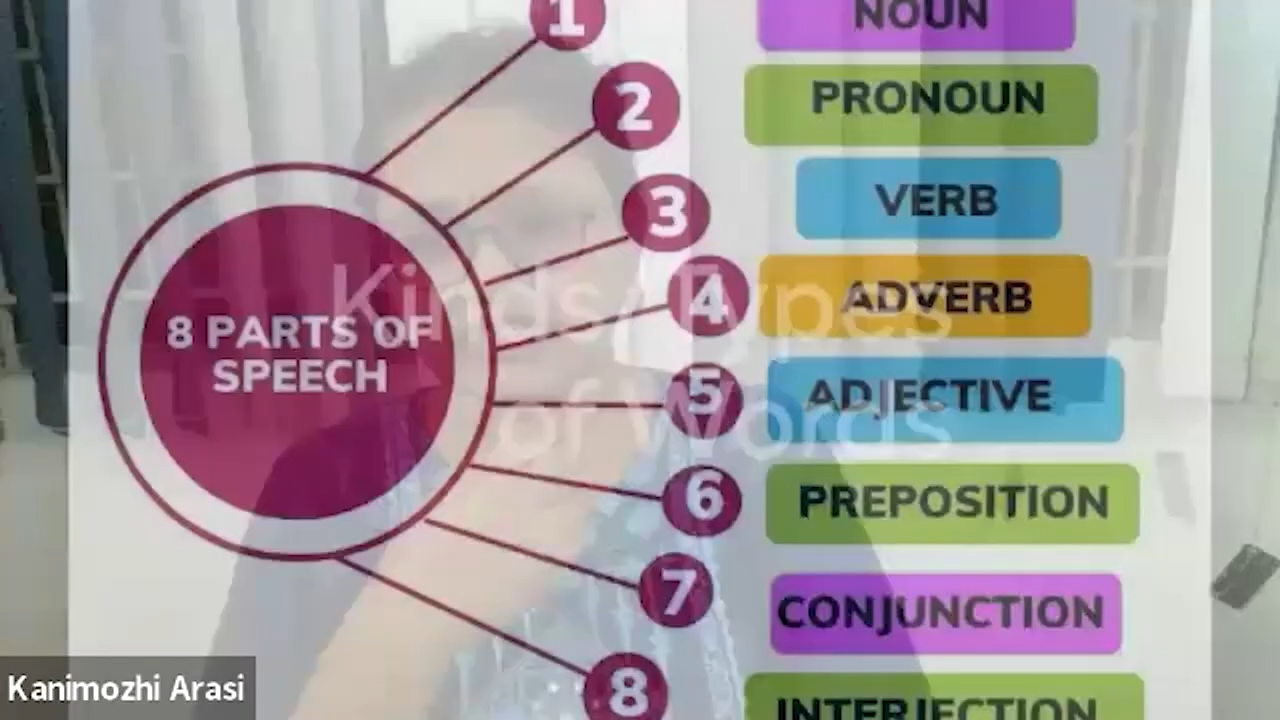 1 NOUN
2 PRONOUN
3 VERB
4 ADVERB
8 PARTS OF
SPEECH
Kinds/Types
of Words
5 ADJECTIVE
6 PREPOSITION
7 CONJUNCTION
8 INTERJECTION
Kanimozhi Arasi